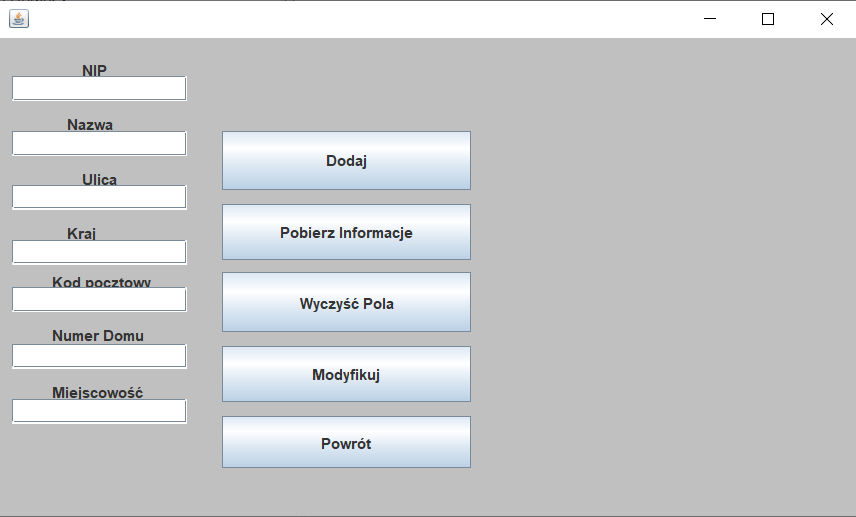 NIP
Nazwa
Ulica
Kraj
Kod pocztowy
Numer Domu
Miejscowość
Dodaj
Pobierz Informacje
Wyczyść Pola
Modyfikuj
Powrót